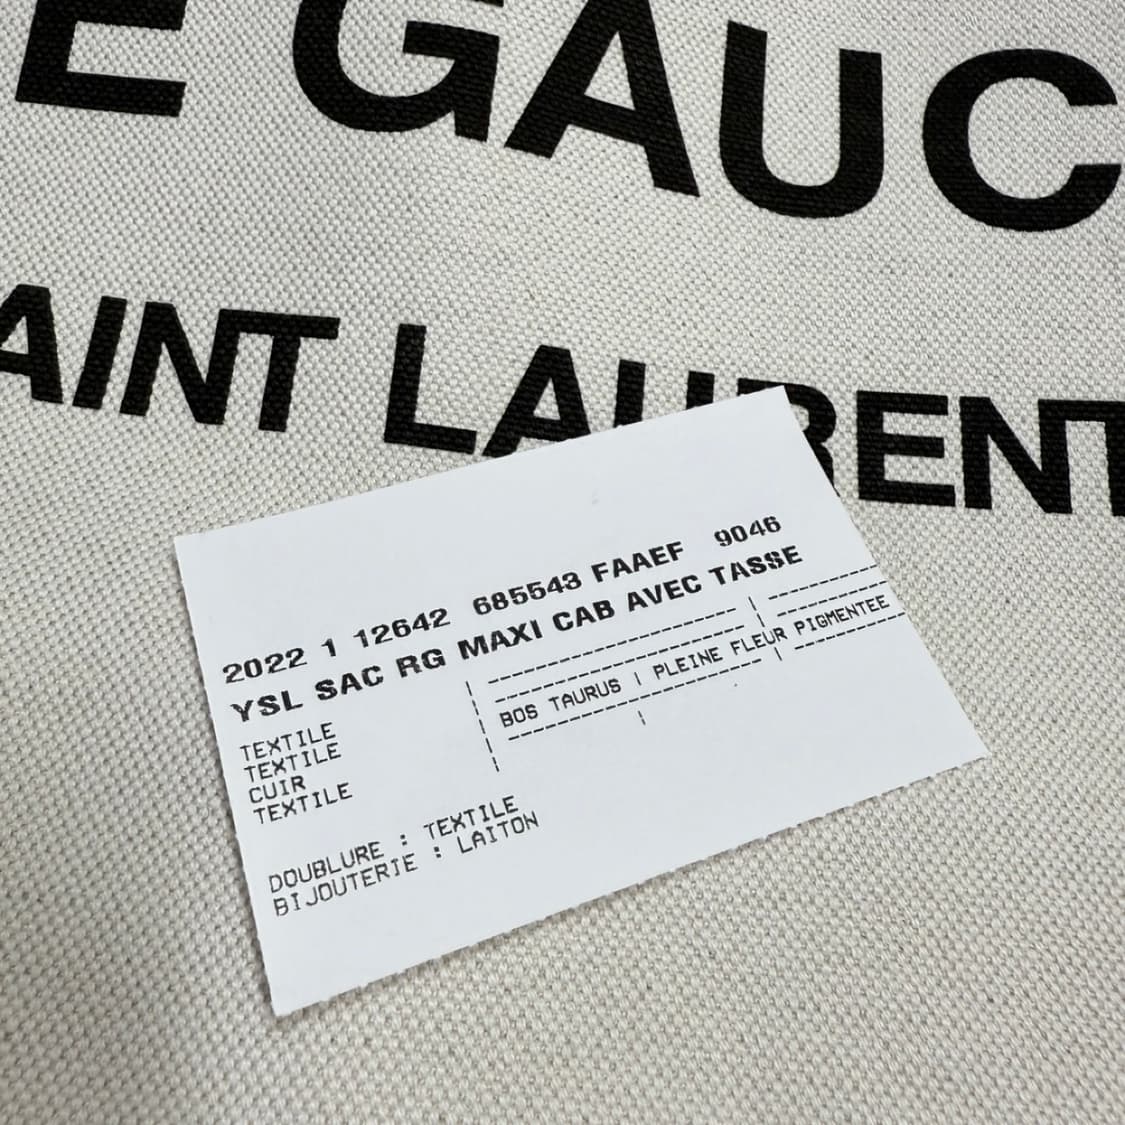 E GAUC
AINT LAURENT
2022 1 12642 685543 FAAEF 9046
YSL SAC RG MAXI CAB AVEC TASSE
TEXTILE
TEXTILE
CUIR | BOS TAURUS | PLEINE FLEUR PIGMENTEE
TEXTILE
DOUBLURE : TEXTILE
BIJOUTERIE : LAITON